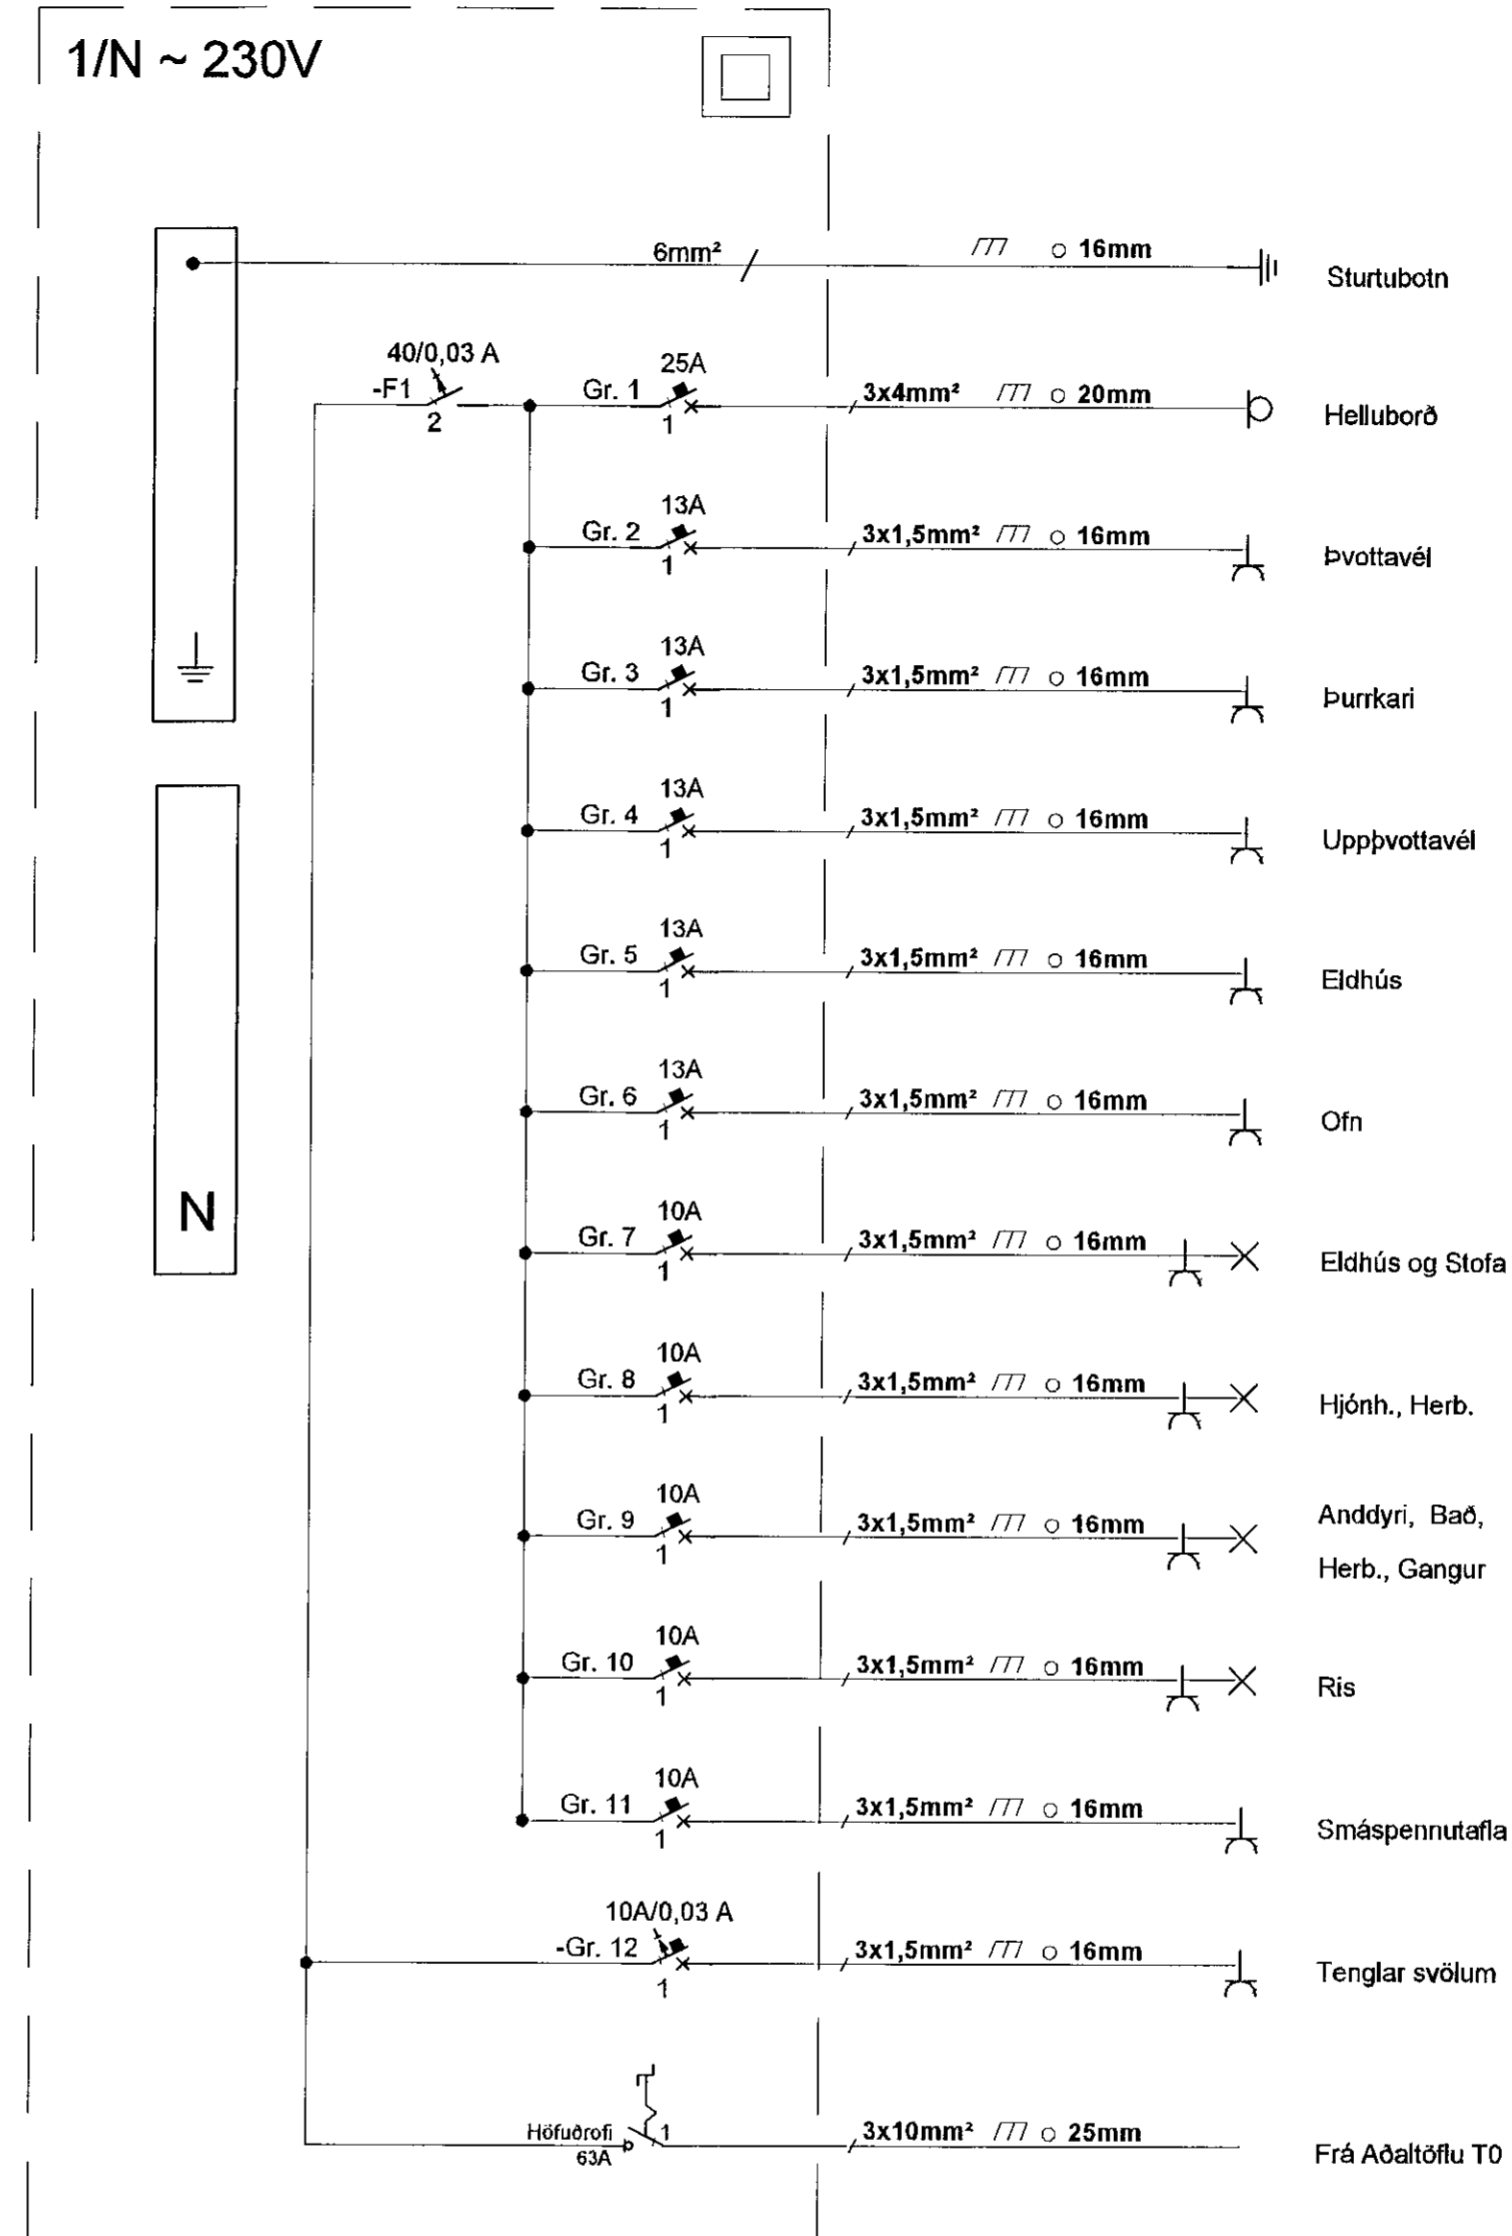 1/N ~ 230V
6mm² 16mm Sturtubotn
40/0,03 A
-F1
2
25A
Gr. 1 3x4mm² 20mm Helluborð
1
13A
Gr. 2 3x1,5mm² 16mm Þvottavél
1
13A
Gr. 3 3x1,5mm² 16mm Þurrkari
1
13A
Gr. 4 3x1,5mm² 16mm Uppþvottavél
1
13A
Gr. 5 3x1,5mm² 16mm Eldhús
1
13A
Gr. 6 3x1,5mm² 16mm Ofn
1
N
10A
Gr. 7 3x1,5mm² 16mm Eldhús og Stofa
1
10A
Gr. 8 3x1,5mm² 16mm Hjónh., Herb.
1
10A
Gr. 9 3x1,5mm² 16mm Anddyri, Bað,
1
Herb., Gangur
10A
Gr. 10 3x1,5mm² 16mm Ris
1
10A
Gr. 11 3x1,5mm² 16mm Smáspennutafla
1
10A/0,03 A
-Gr. 12 3x1,5mm² 16mm Tenglar svölum
1
Höfuðrofi 1 3x10mm² 25mm Frá Aðaltöflu T0
63A